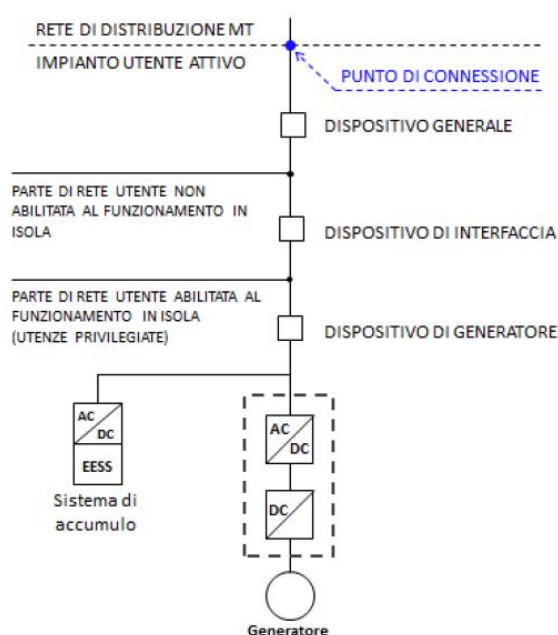 RETE DI DISTRIBUZIONE MT
IMPIANTO UTENTE ATTIVO
PUNTO DI CONNESSIONE
DISPOSITIVO GENERALE
PARTE DI RETE UTENTE NON
ABILITATA AL FUNZIONAMENTO IN
ISOLA
DISPOSITIVO DI INTERFACCIA
PARTE DI RETE UTENTE ABILITATA AL
FUNZIONAMENTO IN ISOLA
(UTENZE PRIVILEGIATE)
DISPOSITIVO DI GENERATORE
AC
DC
EESS
Sistema di
accumulo
AC
DC
DC
Generatore